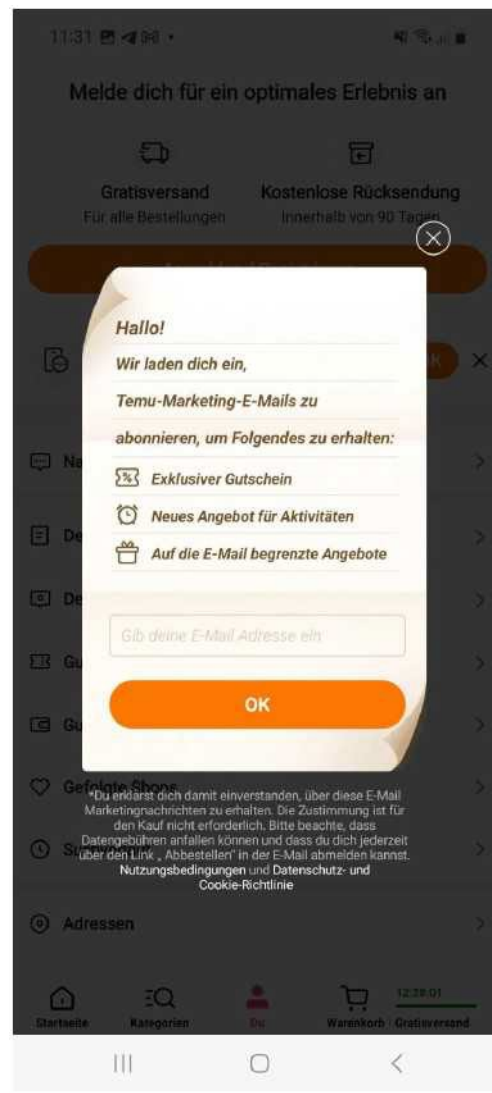 11:31
Melde dich für ein optimales Erlebnis an
Gratisversand
Kostenlose Rücksendung
Für alle Bestellungen
Innerhalb von 90 Tagen
Hallo!
Wir laden dich ein,
Temu-Marketing-E-Mails zu
abonnieren, um Folgendes zu erhalten:
Exklusiver Gutschein
Neues Angebot für Aktivitäten
Auf die E-Mail begrenzte Angebote
Gib deine E-Mail Adresse ein
OK
Na
De
De
Gu
Gu
Gefolgte Shops
*Du erklärst dich damit einverstanden, über diese E-Mail
Marketingnachrichten zu erhalten. Die Zustimmung ist für
den Kauf nicht erforderlich. Bitte beachte, dass
Datengebühren anfallen können und dass du dich jederzeit
über den Link „ Abbestellen" in der E-Mail abmelden kannst.
Nutzungsbedingungen und Datenschutz- und
Cookie-Richtlinie
Adressen
12:28:01
Startseite
Kategorien
Du
Warenkorb
Gratisversand